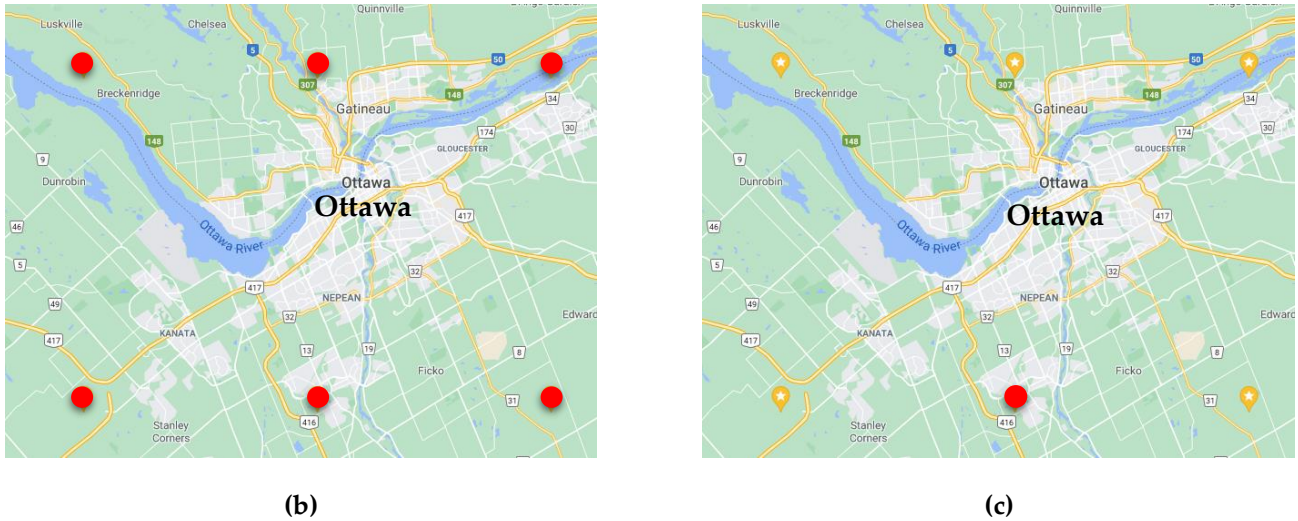 Luskville
Chelsea
Quinnville
5
50
307
Breckenridge
148
34
Gatineau
174
30
148
GLOUCESTER
9
Dunrobin
Ottawa
Ottawa
417
46
Ottawa River
5
32
417
NEPEAN
49
32
Edward
KANATA
417
13
19
8
Ficko
31
416
Stanley
Corners
(b)
Luskville
Chelsea
Quinnville
5
50
307
Breckenridge
148
34
Gatineau
174
30
148
GLOUCESTER
9
Dunrobin
Ottawa
Ottawa
417
46
Ottawa River
5
32
417
NEPEAN
49
32
Edward
KANATA
417
13
19
8
Ficko
31
416
Stanley
Corners
(c)